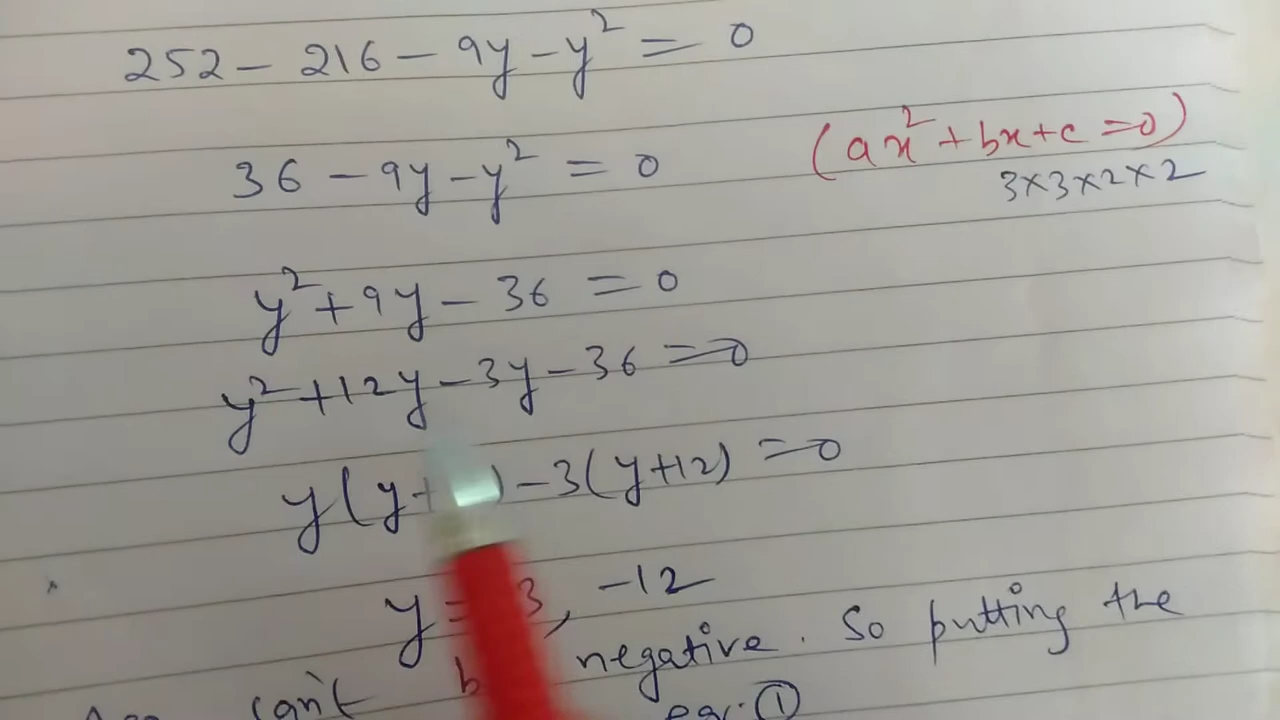 252 - 216 - 9y - y² = 0
36 - 9y - y² = 0
(ax² + bx + c = 0)
3×3×2×2
y² + 9y - 36 = 0
y² + 12y - 3y - 36 = 0
y(y+ ) - 3(y+12) = 0
y = 3, -12
can't negative. So putting the
eq. ①